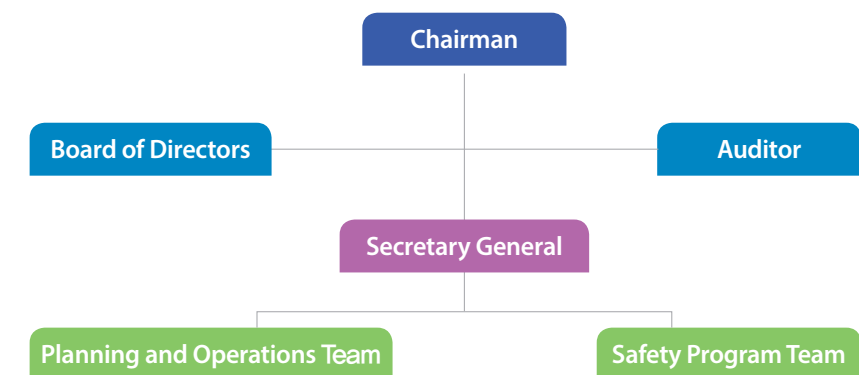 Chairman
Board of Directors
Auditor
Secretary General
Planning and Operations Team
Safety Program Team